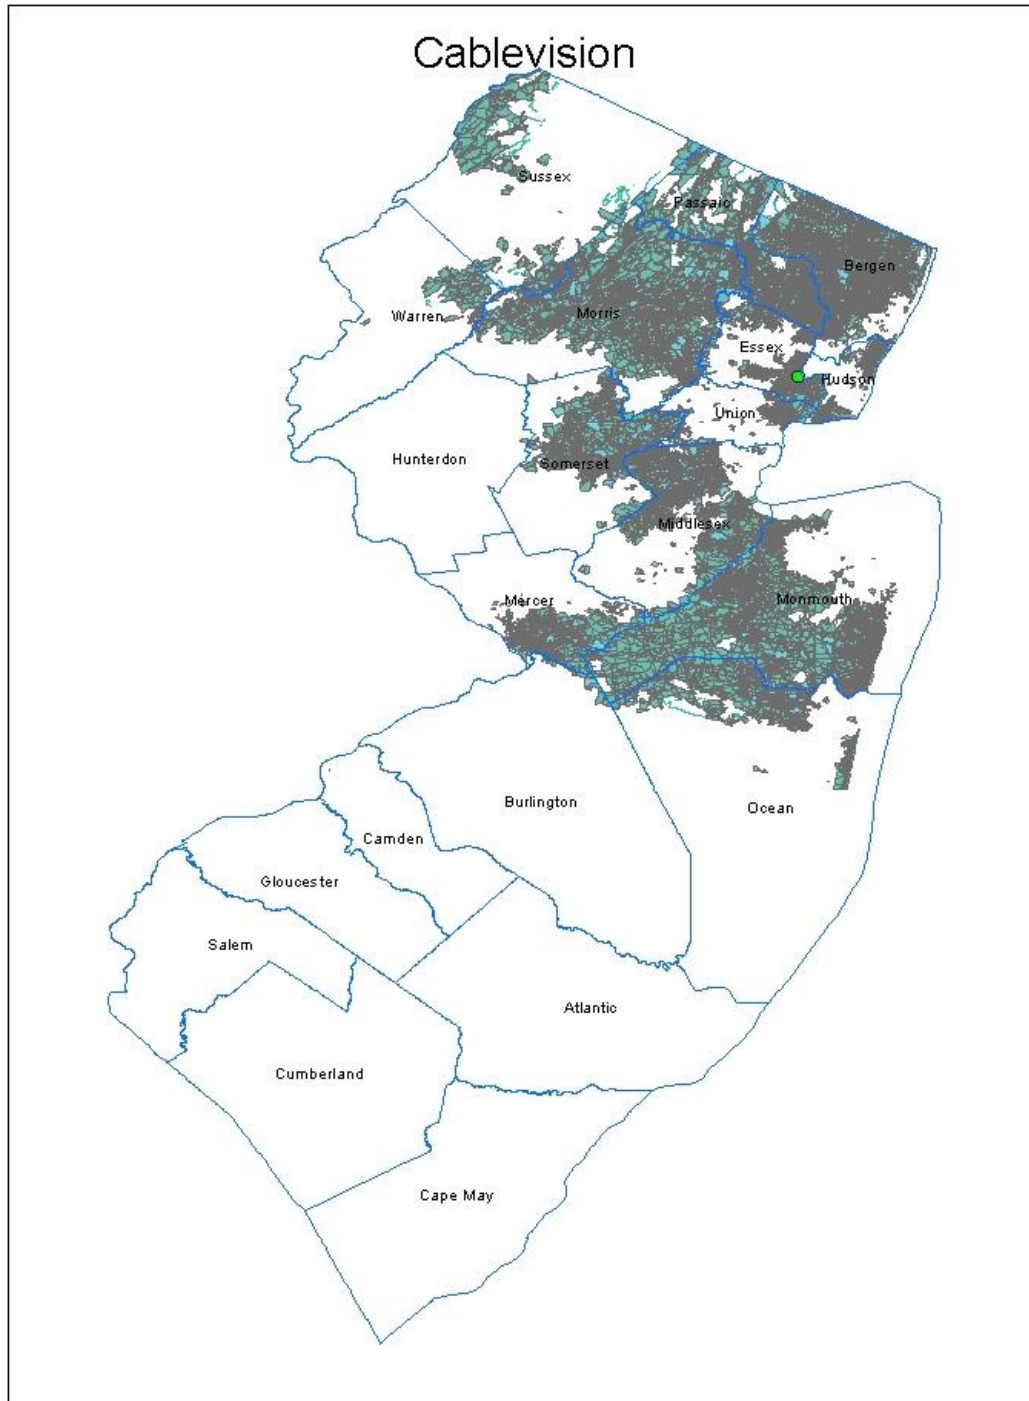 Cablevision
Sussex
Passaic
Bergen
Warren
Morris
Essex
Hudson
Union
Hunterdon
Somerset
Middlesex
Mercer
Monmouth
Burlington
Ocean
Camden
Gloucester
Salem
Atlantic
Cumberland
Cape May